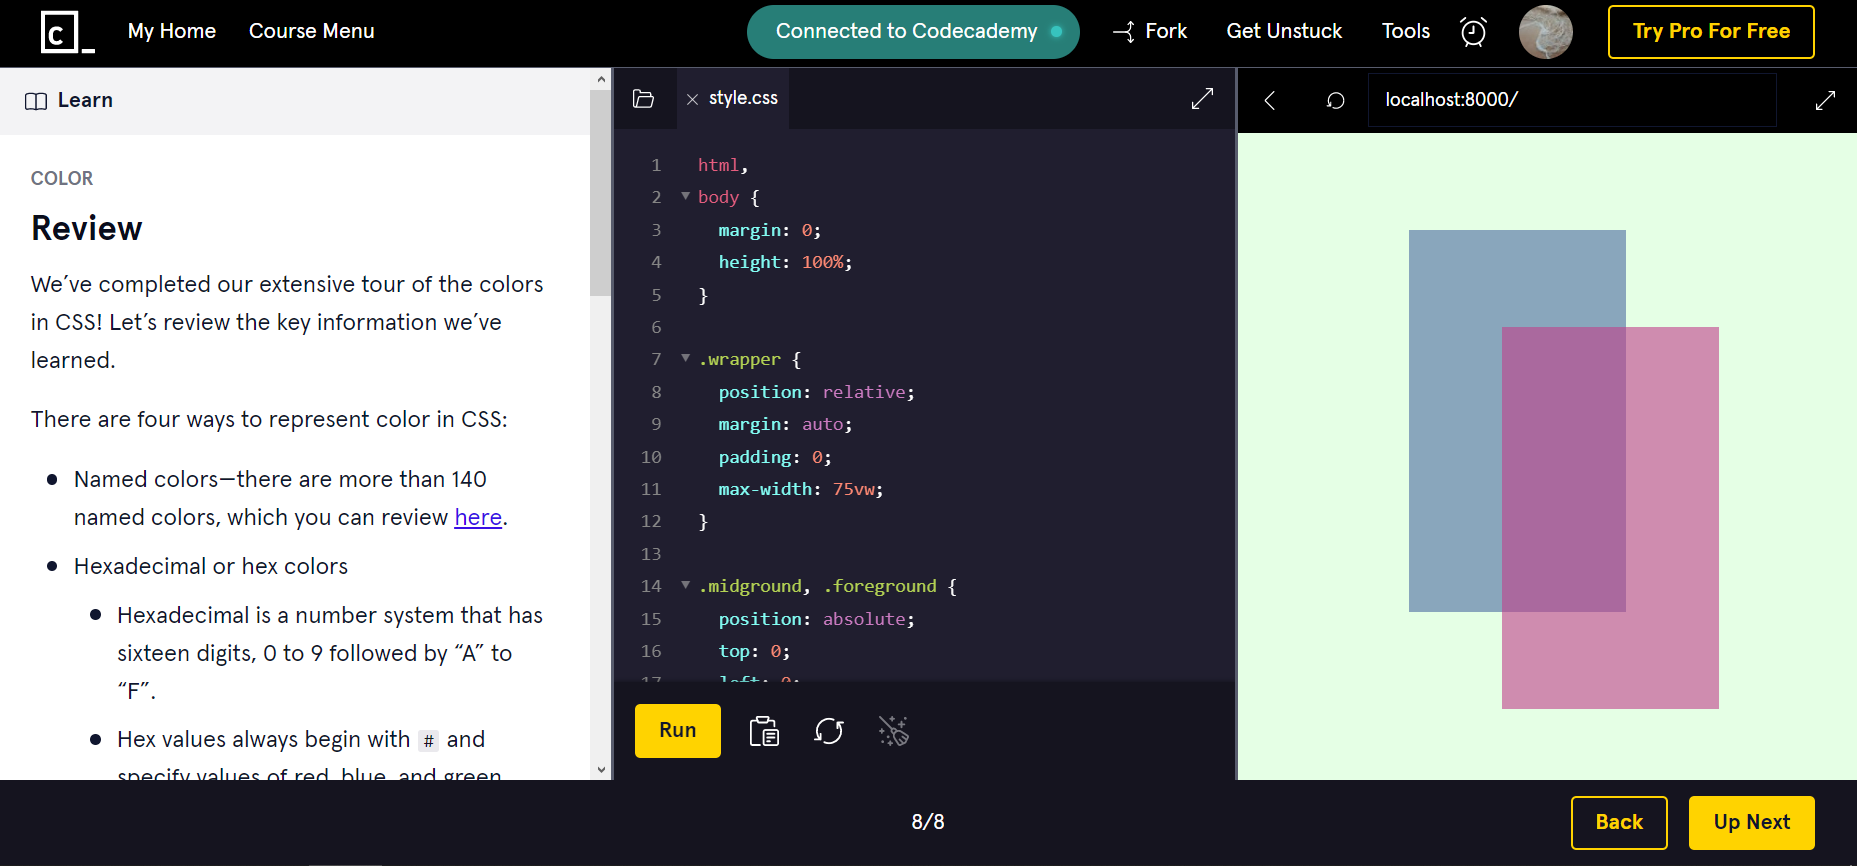 c
My Home
Course Menu
Connected to Codecademy
Fork
Get Unstuck
Tools
Try Pro For Free
Learn
COLOR
Review
We’ve completed our extensive tour of the colors
in CSS! Let’s review the key information we’ve
learned.
There are four ways to represent color in CSS:
Named colors—there are more than 140
named colors, which you can review here.
Hexadecimal or hex colors
Hexadecimal is a number system that has
sixteen digits, 0 to 9 followed by “A” to
“F”.
Hex values always begin with # and
specify values of red, blue, and green
style.css
1 html,
2 body {
3 margin: 0;
4 height: 100%;
5 }
6
7 .wrapper {
8 position: relative;
9 margin: auto;
10 padding: 0;
11 max-width: 75vw;
12 }
13
14 .midground, .foreground {
15 position: absolute;
16 top: 0;
17 left: 0;
Run
localhost:8000/
8/8
Back
Up Next